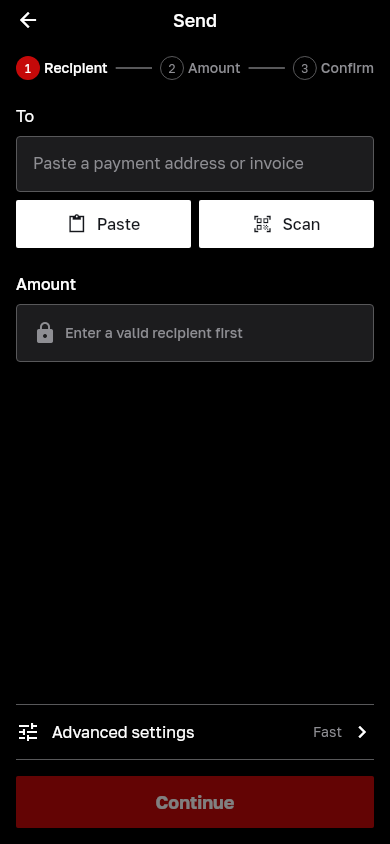 Send
1 Recipient 2 Amount 3 Confirm
To
Paste a payment address or invoice
Paste Scan
Amount
Enter a valid recipient first
Advanced settings Fast
Continue